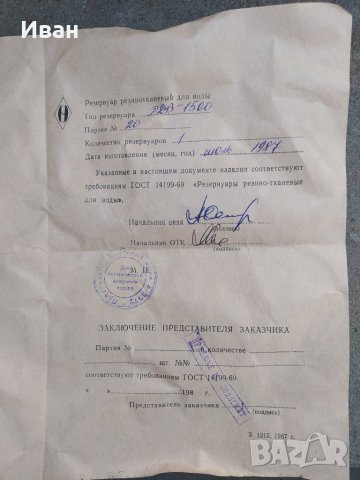 Иван
Резервуар резинотканевый для воды
Тип резервуара РДВ-1500
Партия № 20
Количество резервуаров 1
Дата изготовления (месяц, год) июль 1987
Указанные в настоящем документе изделия соответствуют
требованиям ГОСТ 14199-69 «Резервуары резино-тканевые
для воды».
Начальник цеха
(подпись)
Начальник ОТК
(подпись)
М. П.
ЗАКЛЮЧЕНИЕ ПРЕДСТАВИТЕЛЯ ЗАКАЗЧИКА
Партия № количестве
шт. №№
соответствуют требованиям ГОСТ 14199-69.
« » 198 г.
Представитель заказчика
(подпись)
З. 1215, 1987 г.
bazar.bg